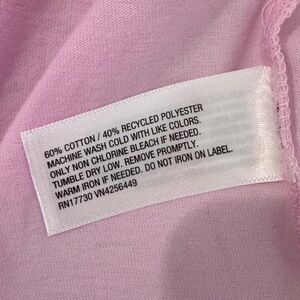 60% COTTON / 40% RECYCLED POLYESTER
MACHINE WASH COLD WITH LIKE COLORS.
ONLY NON CHLORINE BLEACH IF NEEDED.
TUMBLE DRY LOW. REMOVE PROMPTLY.
WARM IRON IF NEEDED. DO NOT IRON ON LABEL.
RN17730 VN4256449